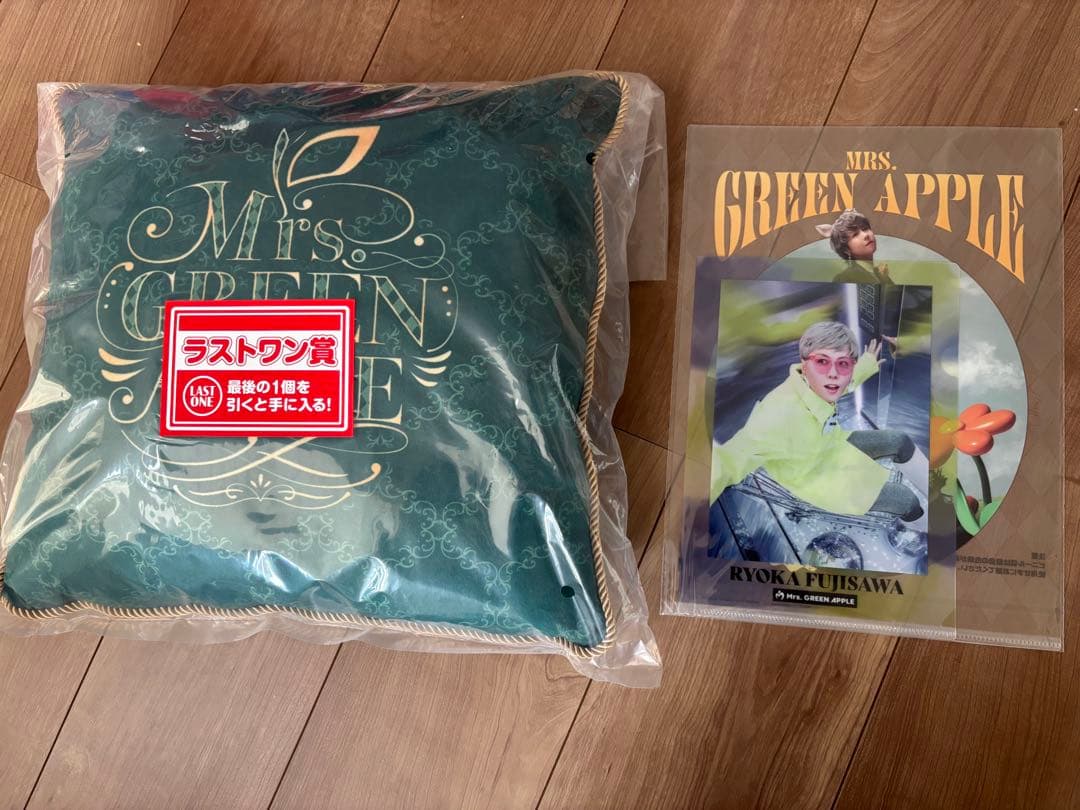 Mrs.
GREEN
ラストワン賞
LAST
ONE
最後の1個を
引くと手に入る!
MRS.
GREEN APPLE
RYOKA FUJISAWA
Mrs. GREEN APPLE